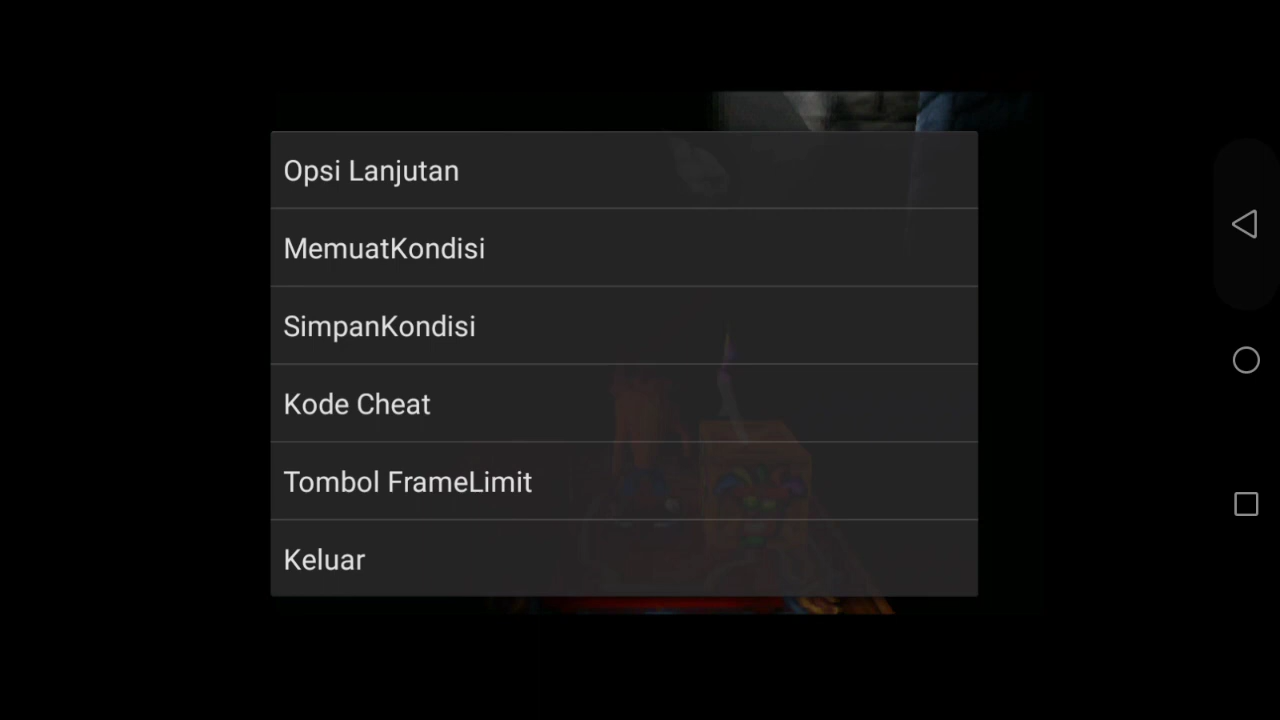 Opsi Lanjutan
MemuatKondisi
SimpanKondisi
Kode Cheat
Tombol FrameLimit
Keluar